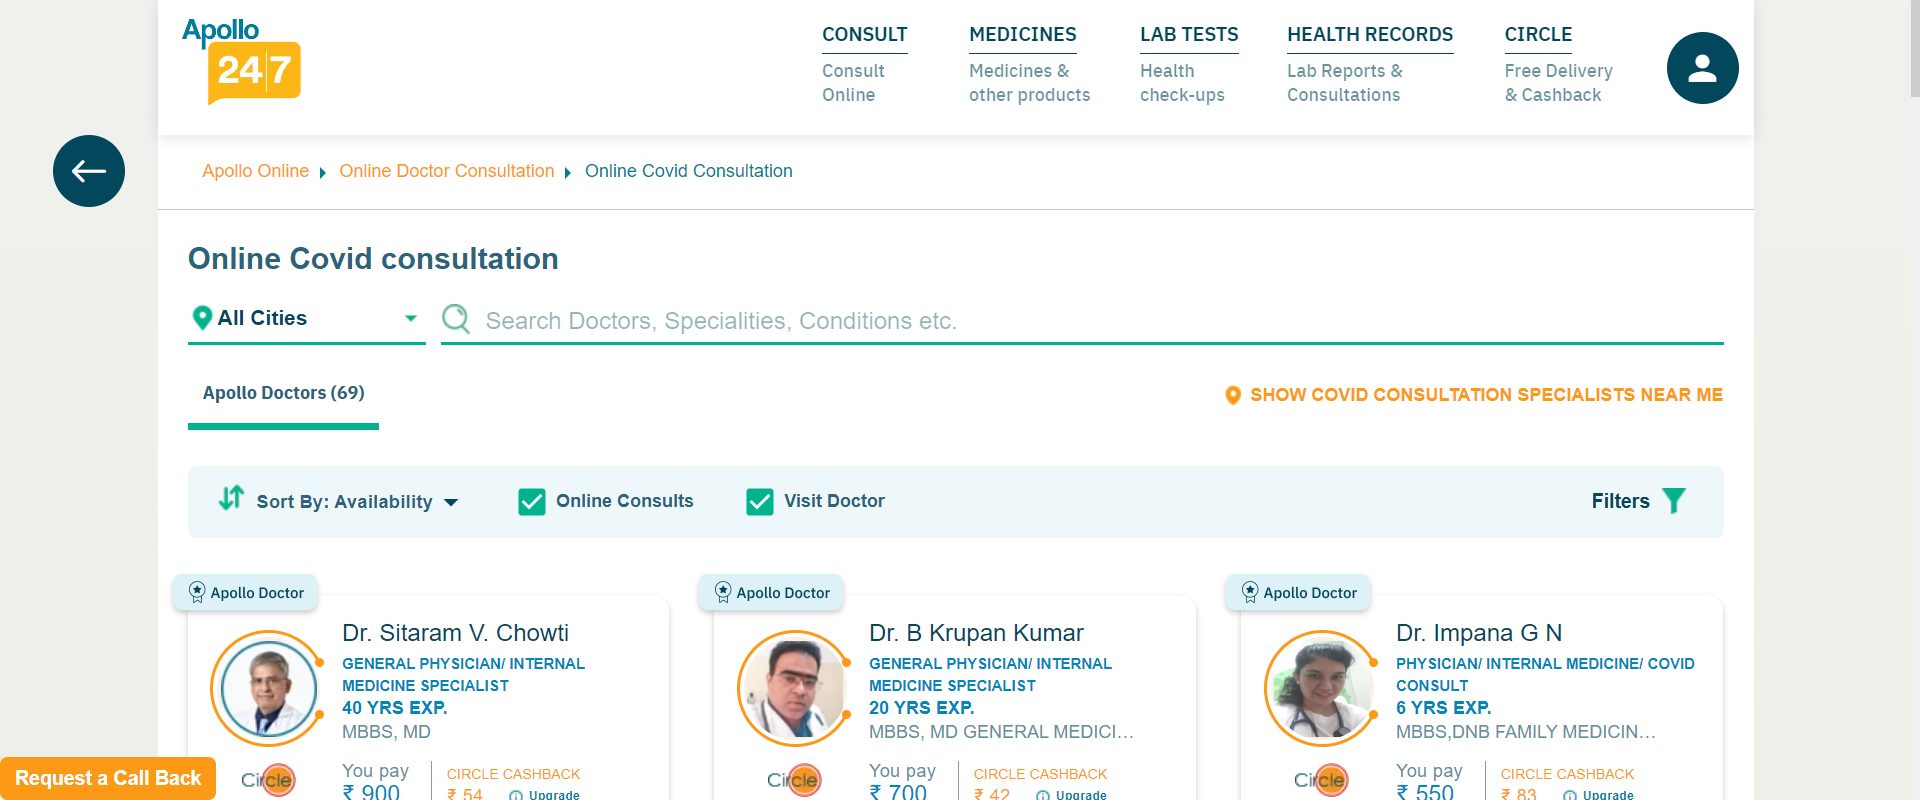 Apollo
24|7
CONSULT
Consult
Online
MEDICINES
Medicines &
other products
LAB TESTS
Health
check-ups
HEALTH RECORDS
Lab Reports &
Consultations
CIRCLE
Free Delivery
& Cashback
Apollo Online
Online Doctor Consultation
Online Covid Consultation
Online Covid consultation
All Cities
Search Doctors, Specialities, Conditions etc.
Apollo Doctors (69)
SHOW COVID CONSULTATION SPECIALISTS NEAR ME
Sort By: Availability
Online Consults
Visit Doctor
Filters
Apollo Doctor
Dr. Sitaram V. Chowti
GENERAL PHYSICIAN/ INTERNAL
MEDICINE SPECIALIST
40 YRS EXP.
MBBS, MD
Circle
You pay
₹ 900
CIRCLE CASHBACK
₹ 54
Upgrade
Apollo Doctor
Dr. B Krupan Kumar
GENERAL PHYSICIAN/ INTERNAL
MEDICINE SPECIALIST
20 YRS EXP.
MBBS, MD GENERAL MEDICI...
Circle
You pay
₹ 700
CIRCLE CASHBACK
₹ 42
Upgrade
Apollo Doctor
Dr. Impana G N
PHYSICIAN/ INTERNAL MEDICINE/ COVID
CONSULT
6 YRS EXP.
MBBS,DNB FAMILY MEDICIN...
Circle
You pay
₹ 550
CIRCLE CASHBACK
₹ 83
Upgrade
Request a Call Back